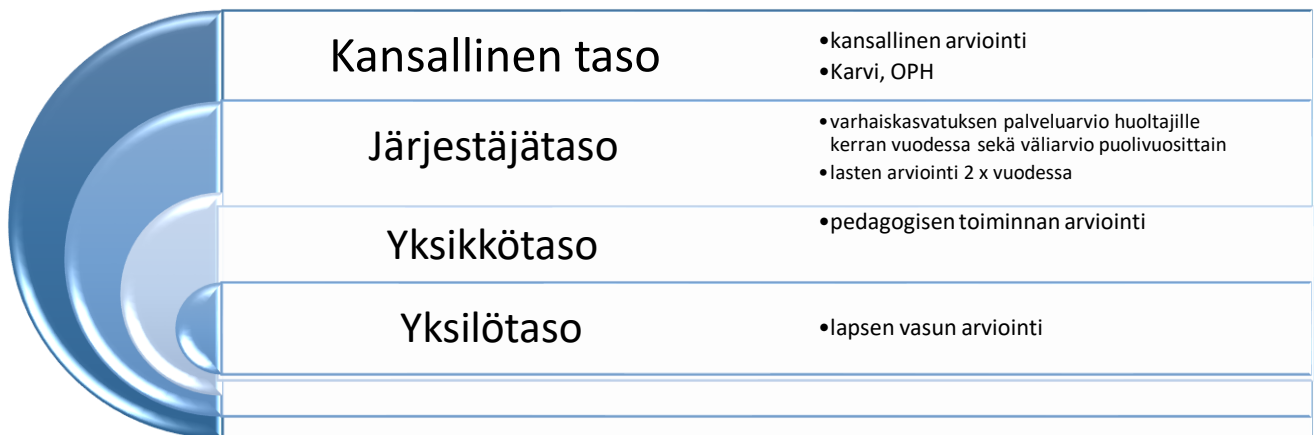 Kansallinen taso
•kansallinen arviointi
•Karvi, OPH
Järjestäjätaso
•varhaiskasvatuksen palveluarvio huoltajille
kerran vuodessa sekä väliarvio puolivuosittain
•lasten arviointi 2 x vuodessa
Yksikkötaso
•pedagogisen toiminnan arviointi
Yksilötaso
•lapsen vasun arviointi